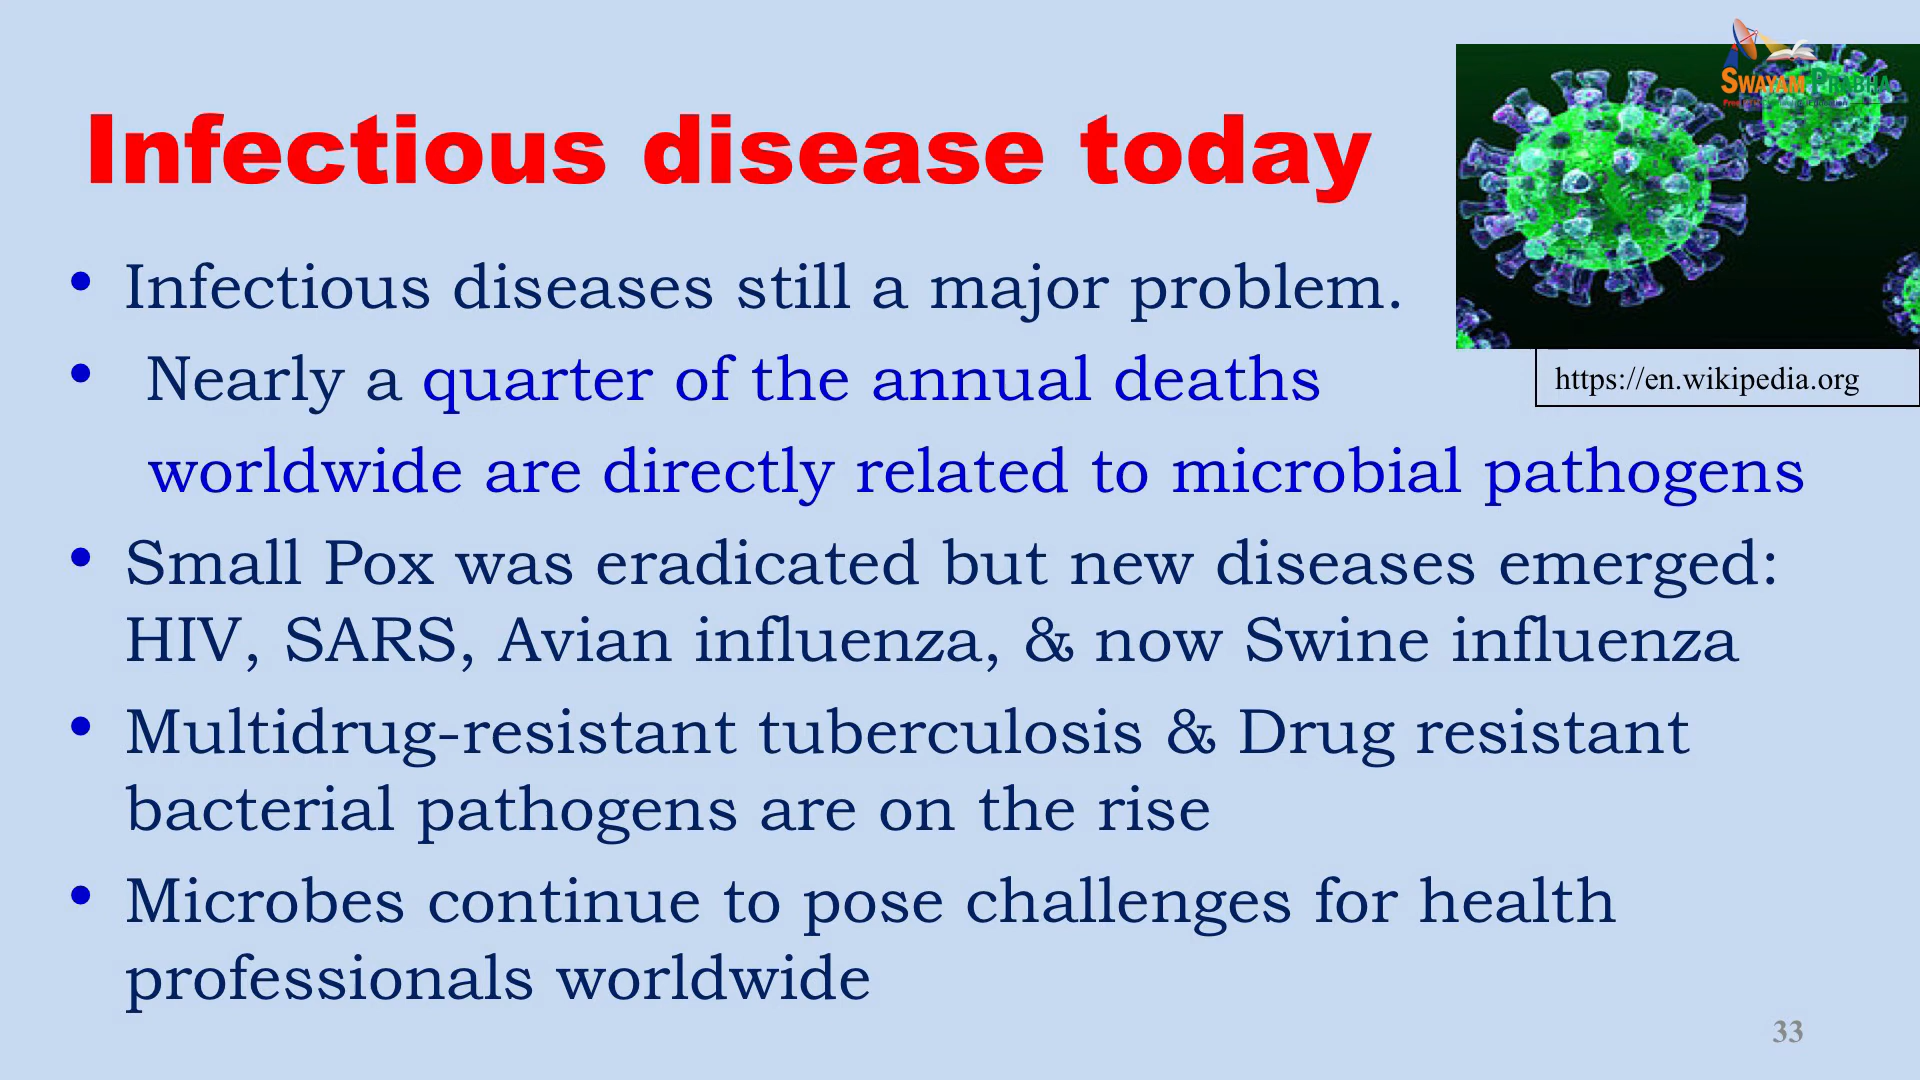 SWAYAM PRABHA
Infectious disease today
• Infectious diseases still a major problem.
• Nearly a quarter of the annual deaths
https://en.wikipedia.org
worldwide are directly related to microbial pathogens
• Small Pox was eradicated but new diseases emerged:
HIV, SARS, Avian influenza, & now Swine influenza
• Multidrug-resistant tuberculosis & Drug resistant
bacterial pathogens are on the rise
• Microbes continue to pose challenges for health
professionals worldwide
33